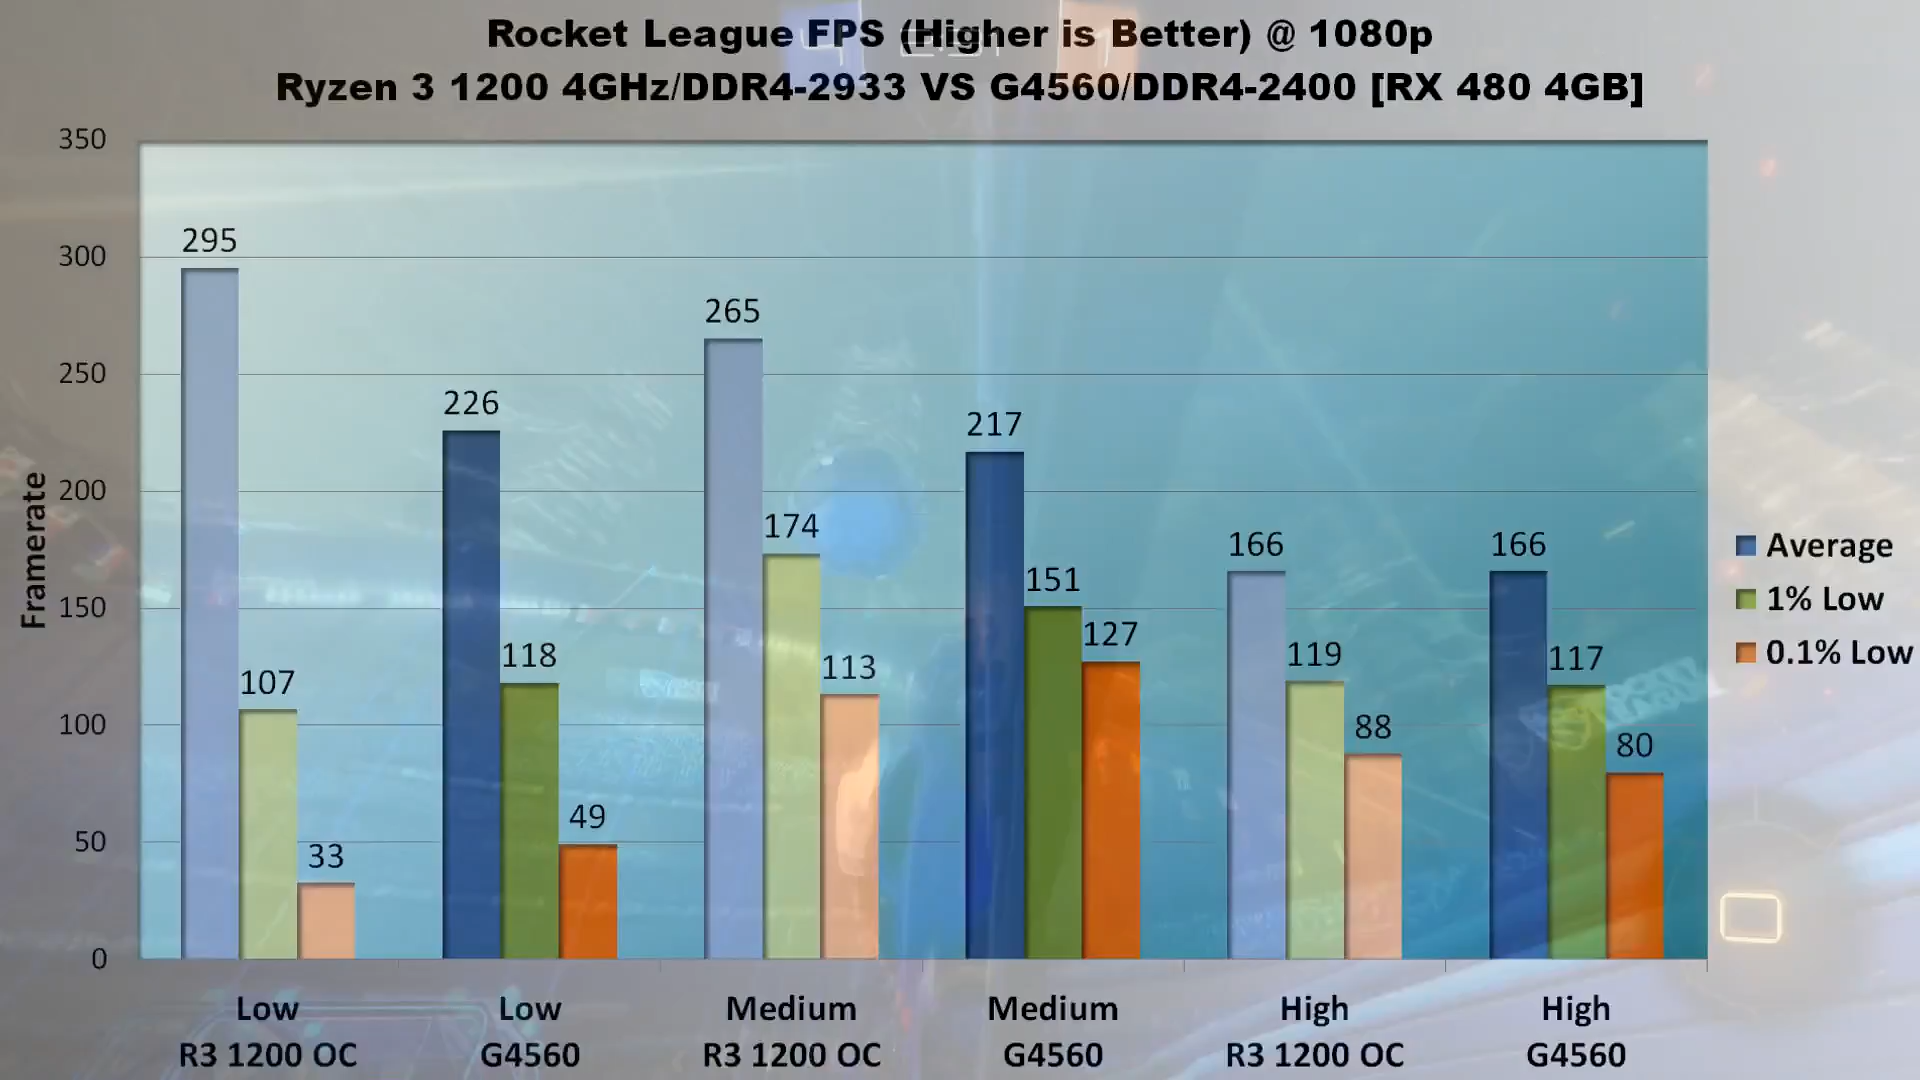 Rocket League FPS (Higher is Better) @ 1080p
Ryzen 3 1200 4GHz/DDR4-2933 VS G4560/DDR4-2400 [RX 480 4GB]
350
300
250
200
150
100
50
0
Framerate
295
107
33
226
118
49
265
174
113
217
151
127
166
119
88
166
117
80
Average
1% Low
0.1% Low
Low
R3 1200 OC
Low
G4560
Medium
R3 1200 OC
Medium
G4560
High
R3 1200 OC
High
G4560